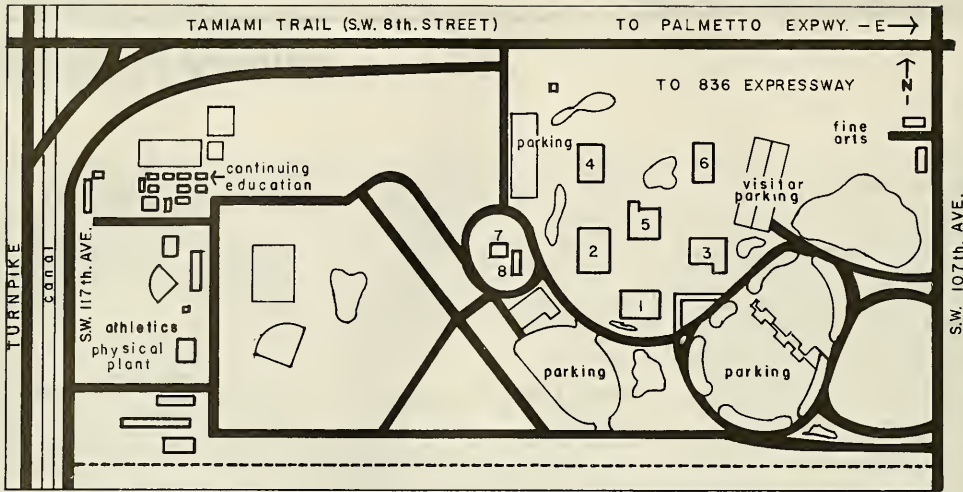 TAMIAMI TRAIL (S.W. 8th. STREET)
TO PALMETTO EXPWY. - E
TO 836 EXPRESSWAY
N
fine
arts
parking
4
6
continuing
education
visitor
parking
5
7
2
3
8
1
TURNPIKE
canal
S.W. 117th. AVE.
S.W. 107th. AVE.
athletics
physical
plant
parking
parking